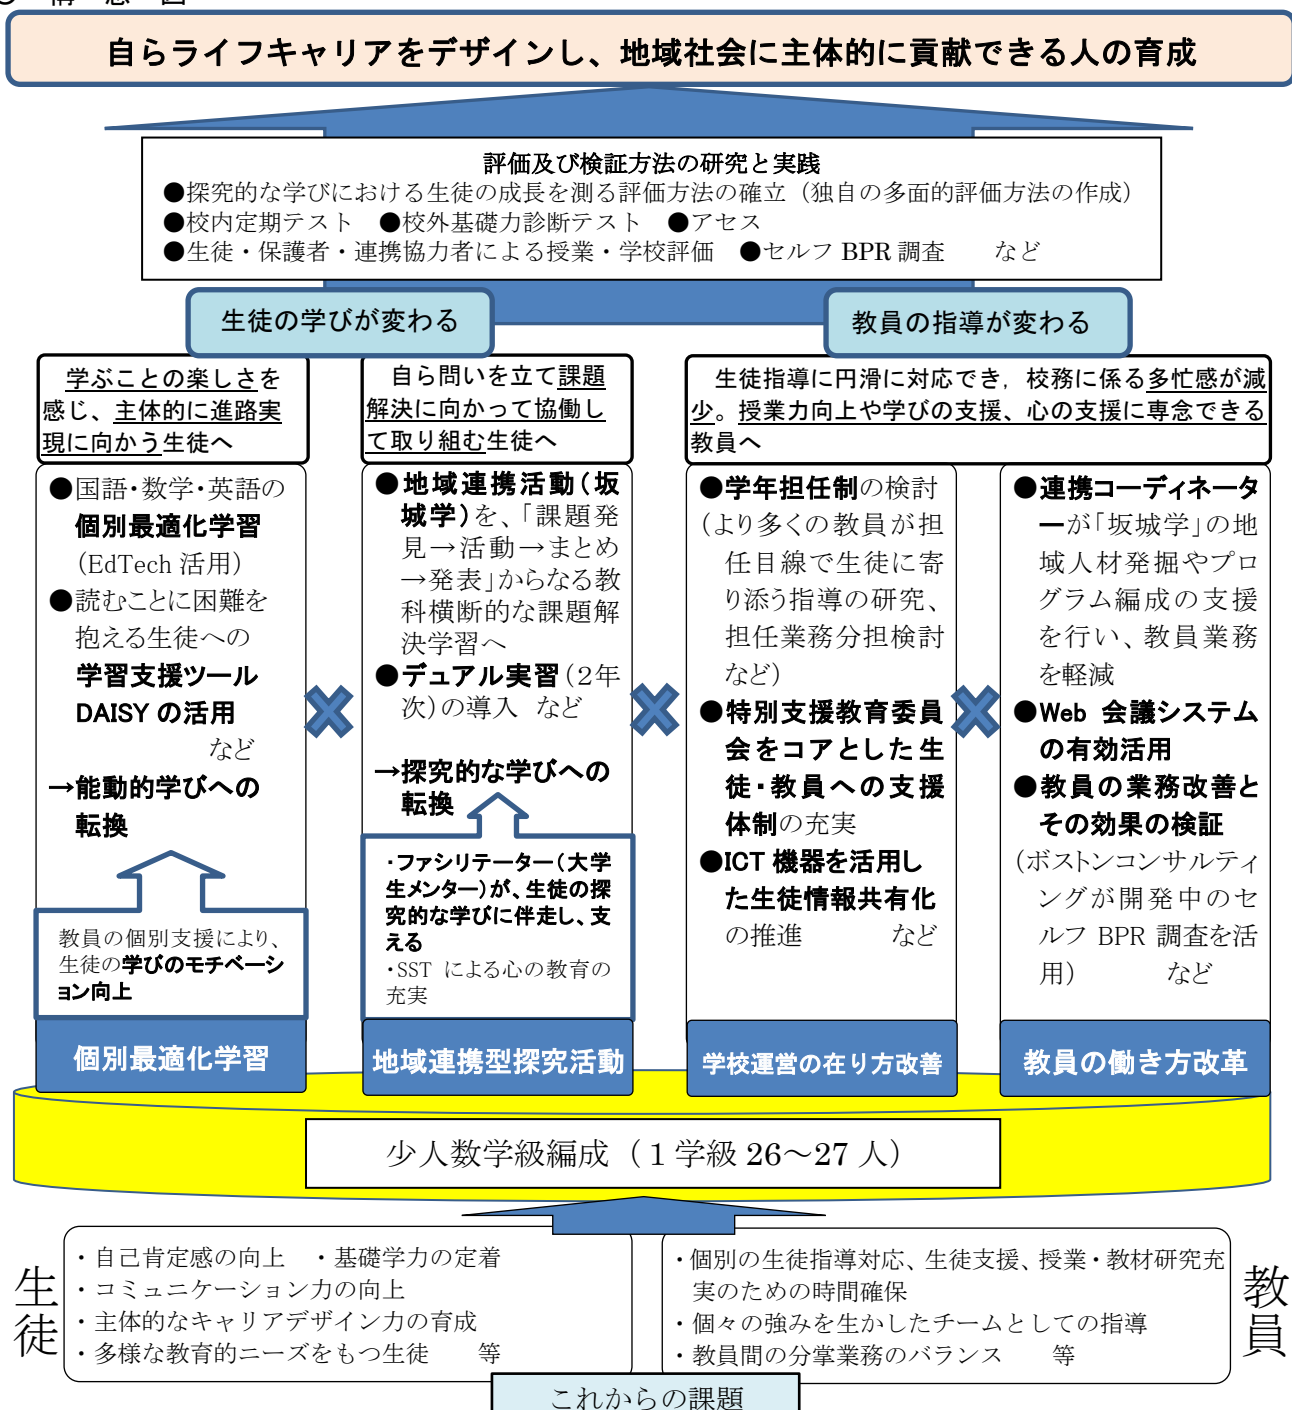 ○ 構 想 図
自らライフキャリアをデザインし、地域社会に主体的に貢献できる人の育成
評価及び検証方法の研究と実践
●探究的な学びにおける生徒の成長を測る評価方法の確立（独自の多面的評価方法の作成）
●校内定期テスト　●校外基礎力診断テスト　●アセス
●生徒・保護者・連携協力者による授業・学校評価　●セルフ BPR 調査　　など
生徒の学びが変わる
教員の指導が変わる
学ぶことの楽しさを
感じ、主体的に進路実
現に向かう生徒へ
自ら問いを立て課題
解決に向かって協働し
て取り組む生徒へ
生徒指導に円滑に対応でき，校務に係る多忙感が減
少。授業力向上や学びの支援、心の支援に専念できる
教員へ
●国語・数学・英語の
個別最適化学習
（EdTech 活用）
●読むことに困難を
抱える生徒への
学習支援ツール
DAISY の活用
など
→能動的学びへの
転換
教員の個別支援により、
生徒の学びのモチベーシ
ョン向上
個別最適化学習
●地域連携活動（坂
城学）を、「課題発
見→活動→まとめ
→発表」からなる教
科横断的な課題解
決学習へ
●デュアル実習（2年
次）の導入　など
→探究的な学びへの
転換
・ファシリテーター（大学
生メンター）が、生徒の探
究的な学びに伴走し、支
える
・SST による心の教育の
充実
地域連携型探究活動
●学年担任制の検討
（より多くの教員が担
任目線で生徒に寄
り添う指導の研究、
担任業務分担検討
など）
●特別支援教育委員
会をコアとした生
徒・教員への支援
体制の充実
●ICT 機器を活用し
た生徒情報共有化
の推進　　　など
学校運営の在り方改善
●連携コーディネータ
ーが「坂城学」の地
域人材発掘やプロ
グラム編成の支援
を行い、教員業務
を軽減
●Web 会議システム
の有効活用
●教員の業務改善と
その効果の検証
（ボストンコンサルティ
ングが開発中のセ
ルフ BPR 調査を活
用）　　　など
教員の働き方改革
少人数学級編成（１学級 26～27 人）
生徒
・自己肯定感の向上　・基礎学力の定着
・コミュニケーション力の向上
・主体的なキャリアデザイン力の育成
・多様な教育的ニーズをもつ生徒　　等
・個別の生徒指導対応、生徒支援、授業・教材研究充
実のための時間確保
・個々の強みを生かしたチームとしての指導
・教員間の分掌業務のバランス　　等
教員
これからの課題